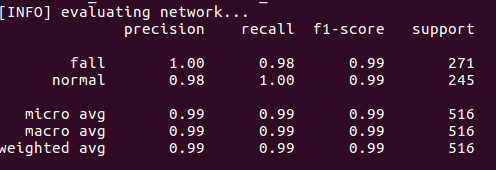 [INFO] evaluating network...
precision recall f1-score support
fall 1.00 0.98 0.99 271
normal 0.98 1.00 0.99 245
micro avg 0.99 0.99 0.99 516
macro avg 0.99 0.99 0.99 516
weighted avg 0.99 0.99 0.99 516